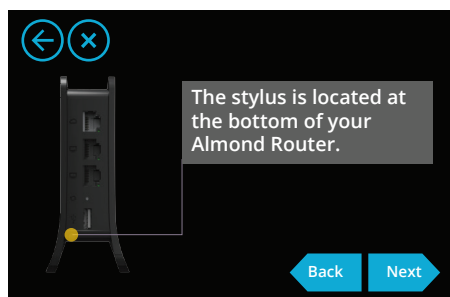 The stylus is located at
the bottom of your
Almond Router.
Back
Next